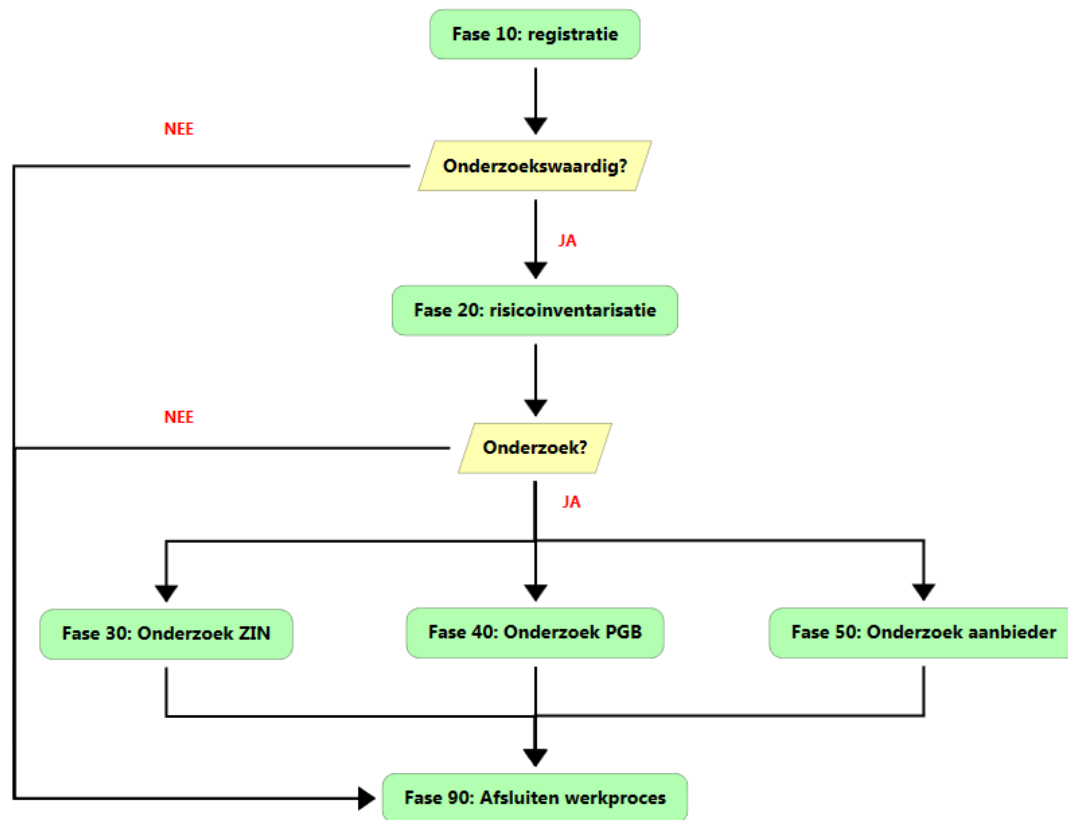 Fase 10: registratie
NEE
Onderzoekswaardig?
JA
Fase 20: risicoinventarisatie
NEE
Onderzoek?
JA
Fase 30: Onderzoek ZIN
Fase 40: Onderzoek PGB
Fase 50: Onderzoek aanbieder
Fase 90: Afsluiten werkproces